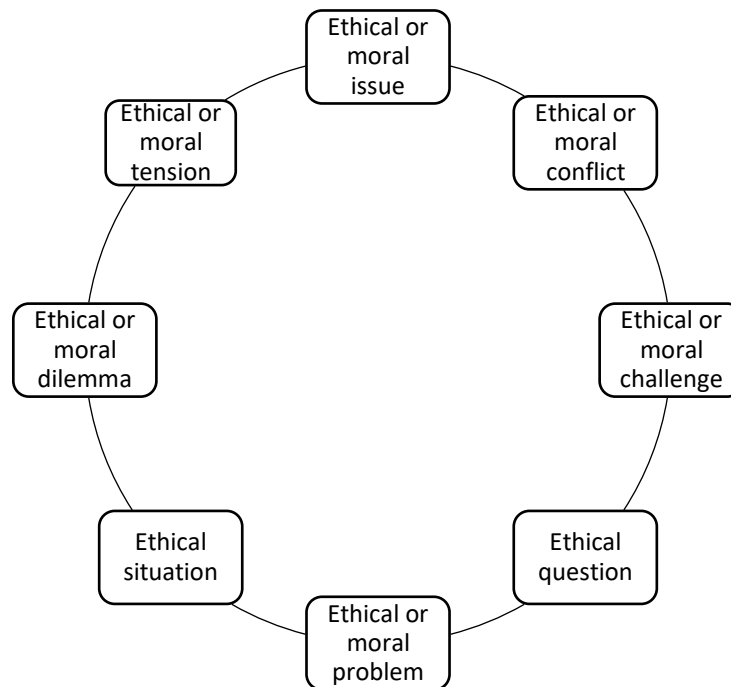 Ethical or
moral
issue
Ethical or
moral
conflict
Ethical or
moral
challenge
Ethical
question
Ethical or
moral
problem
Ethical
situation
Ethical or
moral
dilemma
Ethical or
moral
tension